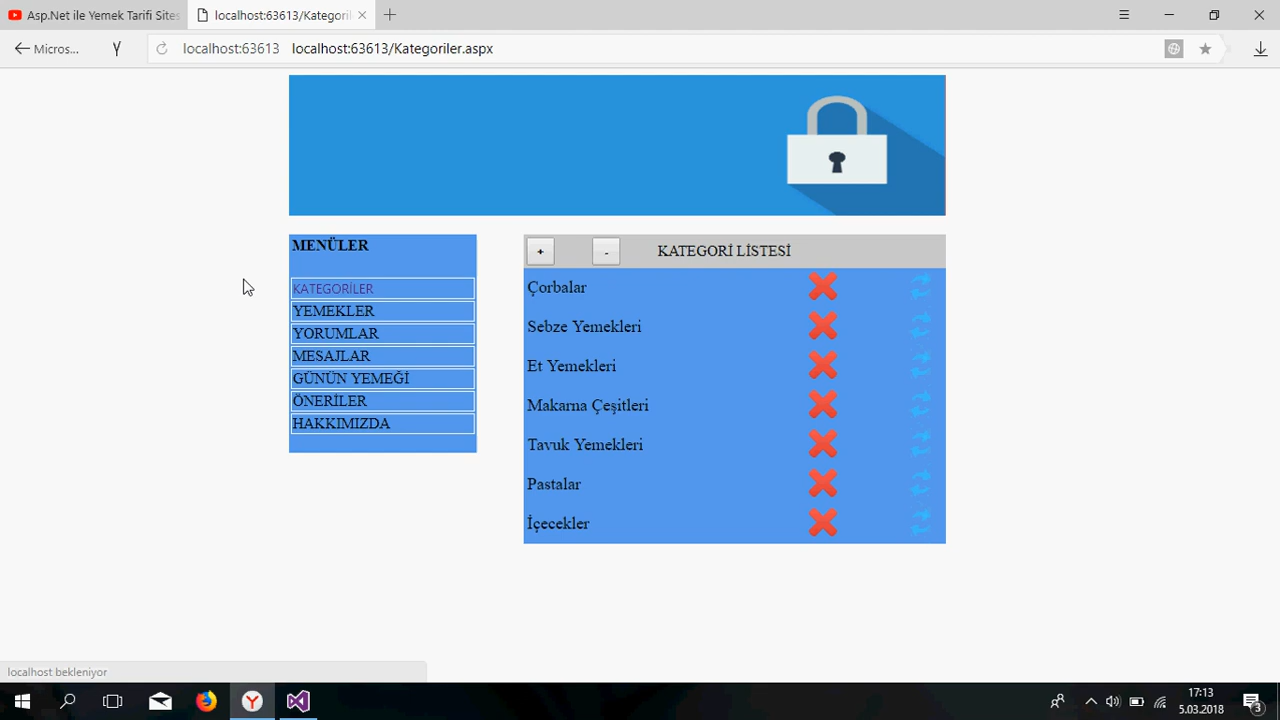 Asp.Net ile Yemek Tarifi Sites
localhost:63613/Kategoril
Micros...
localhost:63613 localhost:63613/Kategoriler.aspx
MENÜLER
KATEGORİLER
YEMEKLER
YORUMLAR
MESAJLAR
GÜNÜN YEMEĞİ
ÖNERİLER
HAKKIMIZDA
+ - KATEGORİ LİSTESİ
Çorbalar
Sebze Yemekleri
Et Yemekleri
Makarna Çeşitleri
Tavuk Yemekleri
Pastalar
İçecekler
localhost bekleniyor
17:13
5.03.2018
3